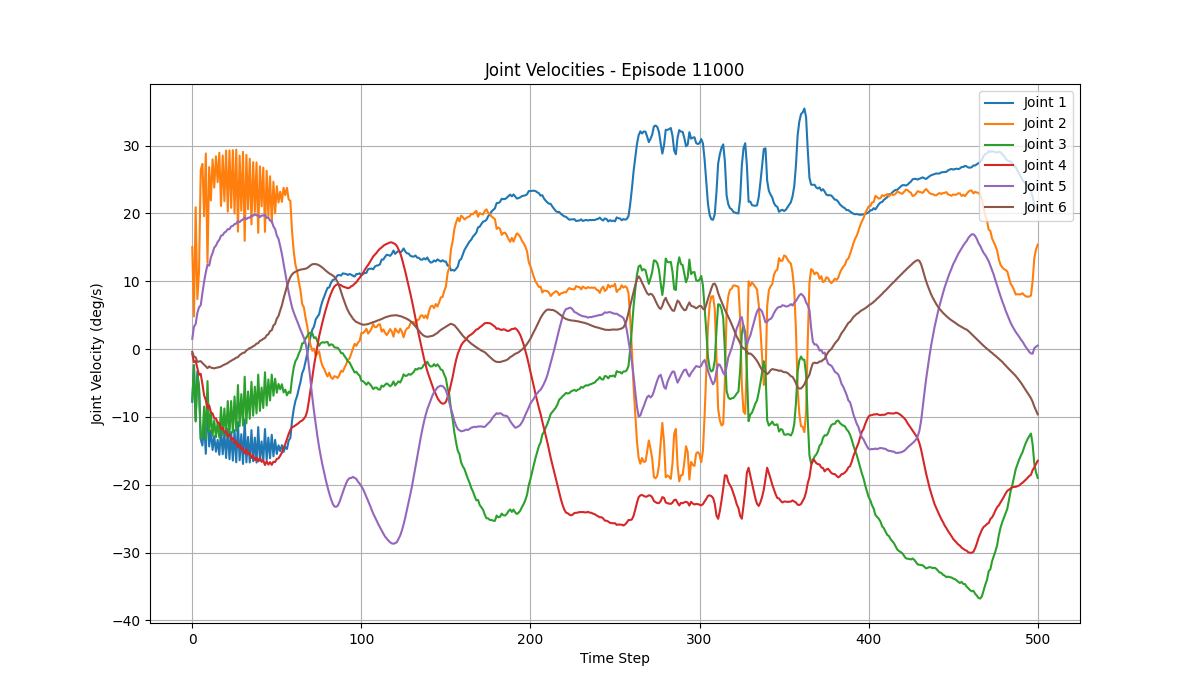 Joint Velocities - Episode 11000
Joint 1
Joint 2
Joint 3
Joint 4
Joint 5
Joint 6
Joint Velocity (deg/s)
30
20
10
0
−10
−20
−30
−40
0
100
200
300
400
500
Time Step